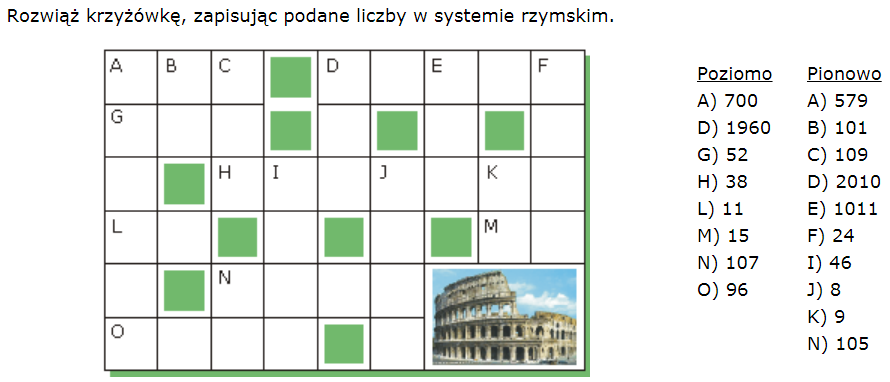 Rozwiąż krzyżówkę, zapisując podane liczby w systemie rzymskim.
A B C D E F
G
H I J K
L M
N
O
Poziomo
A) 700
D) 1960
G) 52
H) 38
L) 11
M) 15
N) 107
O) 96
Pionowo
A) 579
B) 101
C) 109
D) 2010
E) 1011
F) 24
I) 46
J) 8
K) 9
N) 105